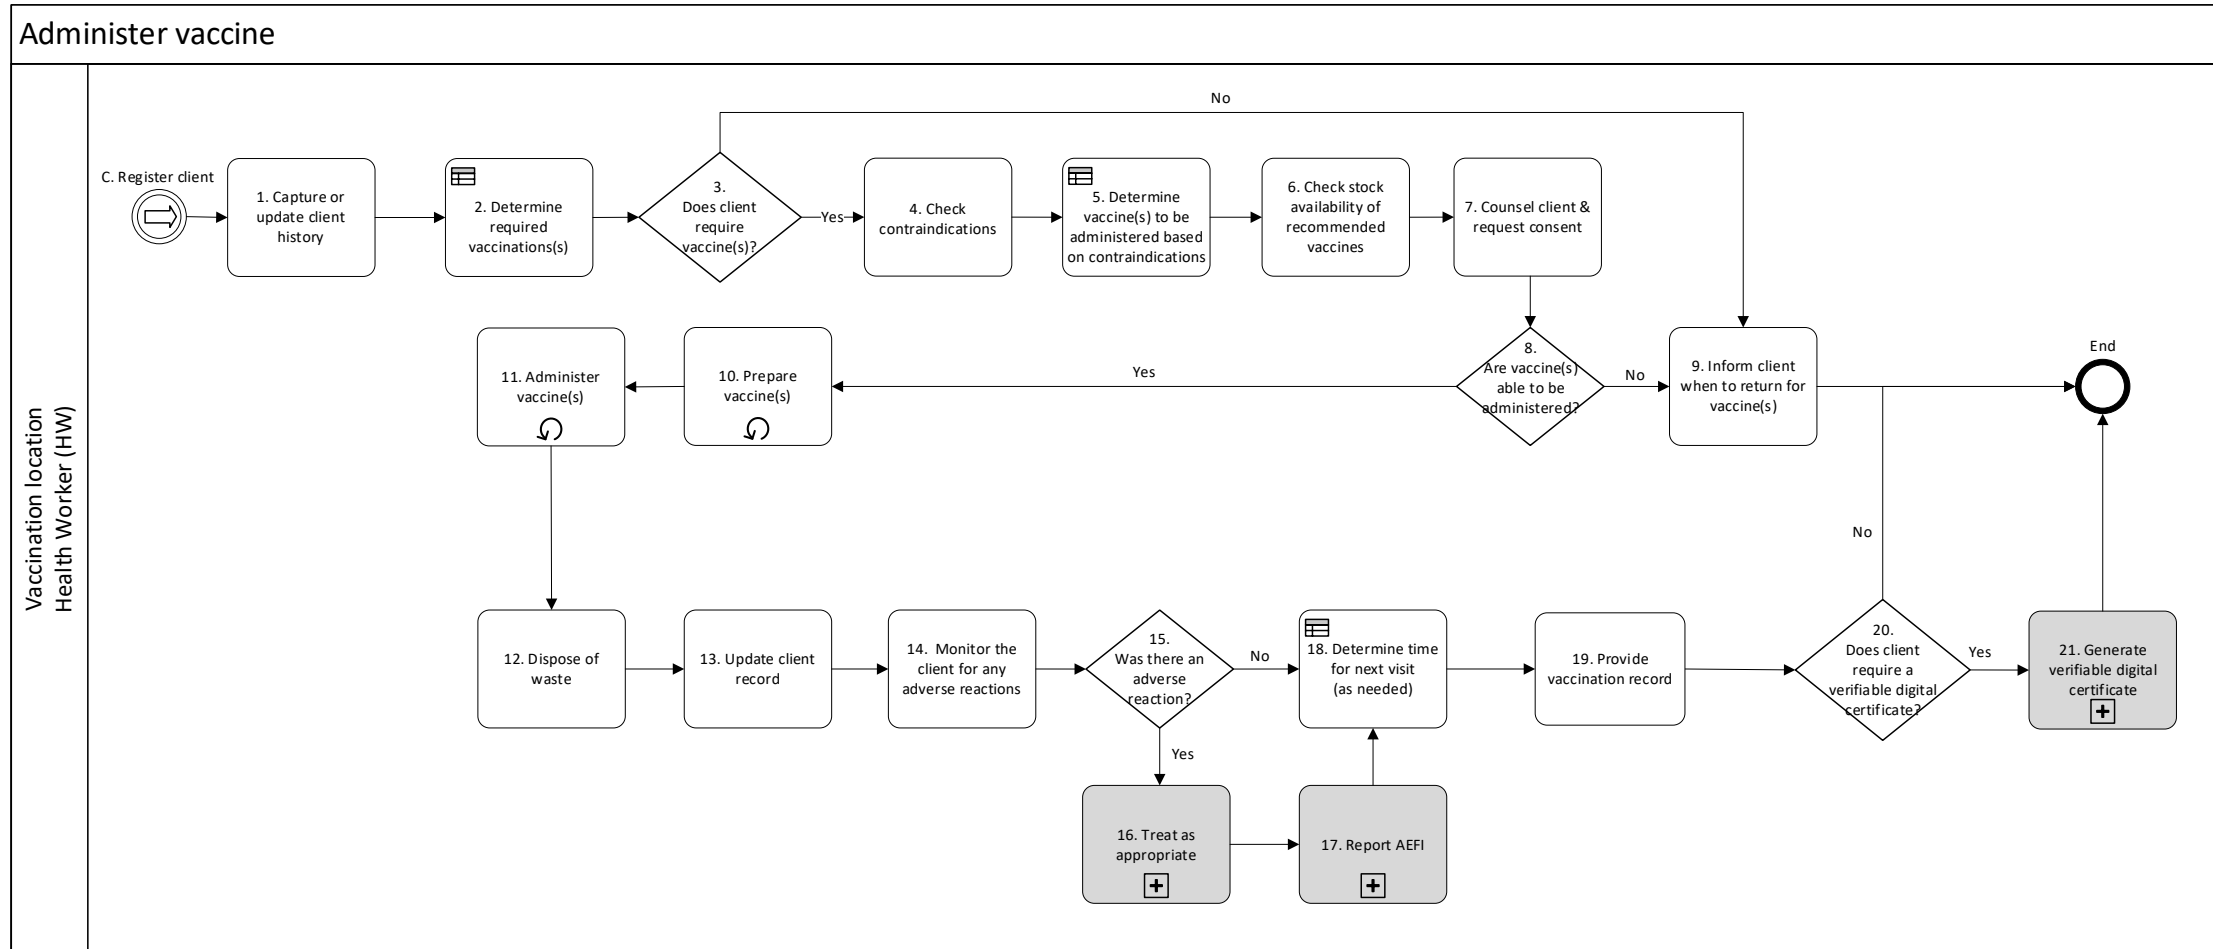 Administer vaccine
Vaccination location
Health Worker (HW)
C. Register client
1. Capture or
update client
history
2. Determine
required
vaccinations(s)
3.
Does client
require
vaccine(s)?
No
Yes
4. Check
contraindications
5. Determine
vaccine(s) to be
administered based
on contraindications
6. Check stock
availability of
recommended
vaccines
7. Counsel client &
request consent
8.
Are vaccine(s)
able to be
administered?
No
Yes
9. Inform client
when to return for
vaccine(s)
End
10. Prepare
vaccine(s)
11. Administer
vaccine(s)
12. Dispose of
waste
13. Update client
record
14. Monitor the
client for any
adverse reactions
15.
Was there an
adverse
reaction?
No
Yes
16. Treat as
appropriate
17. Report AEFI
18. Determine time
for next visit
(as needed)
19. Provide
vaccination record
20.
Does client
require a
verifiable digital
certificate?
No
Yes
21. Generate
verifiable digital
certificate